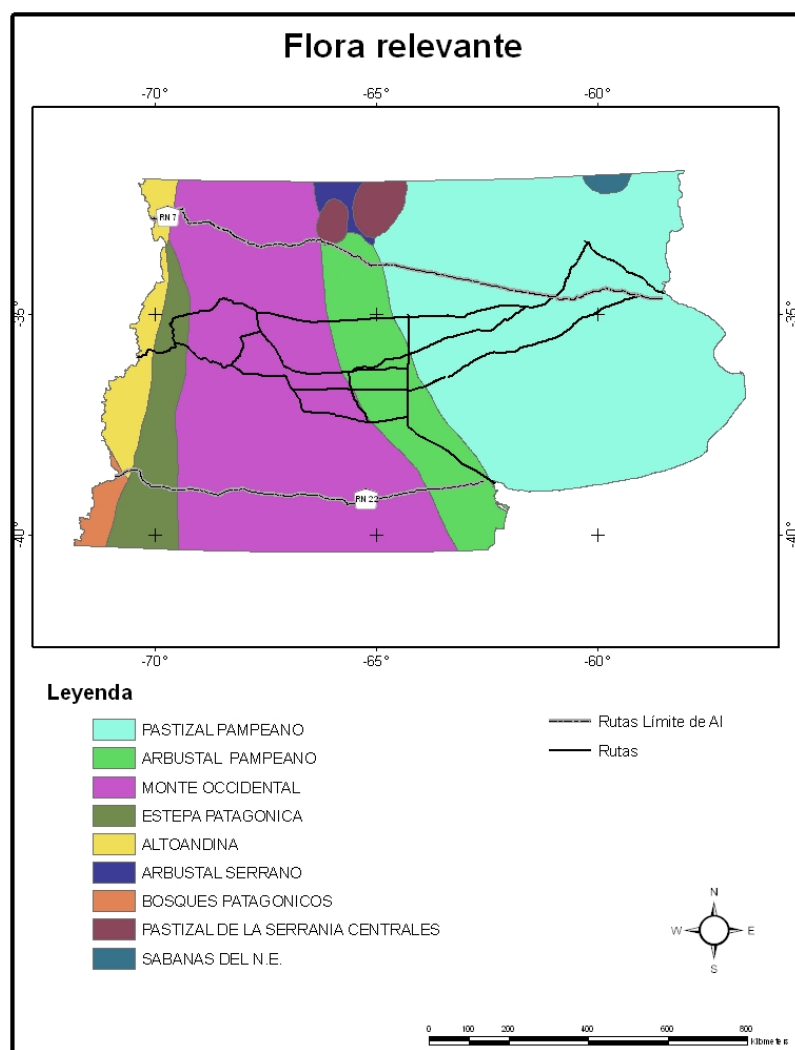 Flora relevante
-70° -65° -60°
RN 7
-35° -35°
RN 22
-40° -40°
-70° -65° -60°
Leyenda
PASTIZAL PAMPEANO
ARBUSTAL PAMPEANO
MONTE OCCIDENTAL
ESTEPA PATAGONICA
ALTOANDINA
ARBUSTAL SERRANO
BOSQUES PATAGONICOS
PASTIZAL DE LA SERRANIA CENTRALES
SABANAS DEL N.E.
Rutas Límite de AI
Rutas
N
W E
S
0 100 200 400 600 800
Kilometers